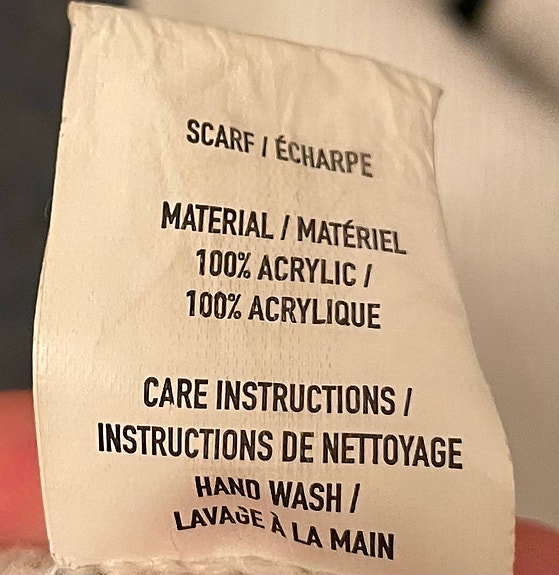 SCARF / ÉCHARPE
MATERIAL / MATÉRIEL
100% ACRYLIC /
100% ACRYLIQUE
CARE INSTRUCTIONS /
INSTRUCTIONS DE NETTOYAGE
HAND WASH /
LAVAGE À LA MAIN